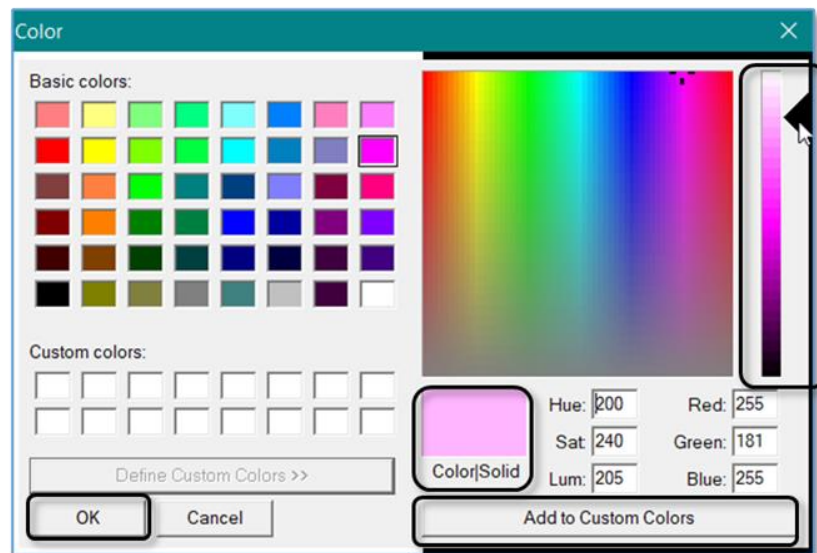 Color
Basic colors:
Custom colors:
Define Custom Colors >>
OK
Cancel
Color|Solid
Hue: 200
Sat: 240
Lum: 205
Red: 255
Green: 181
Blue: 255
Add to Custom Colors